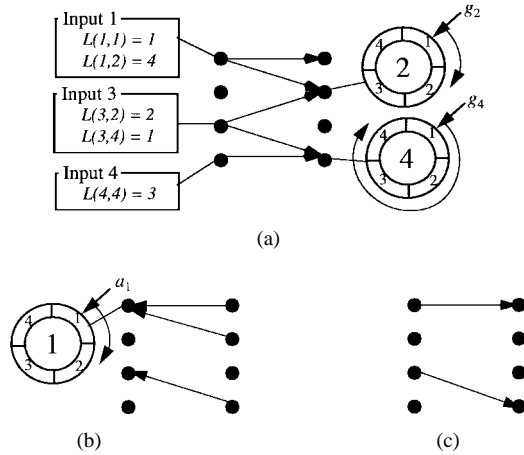 Input 1
L(1,1) = 1
L(1,2) = 4
Input 3
L(3,2) = 2
L(3,4) = 1
Input 4
L(4,4) = 3
g2
4 1
2
3 2
g4
4 1
4
3 2
(a)
a1
4 1
1
3 2
(b)
(c)